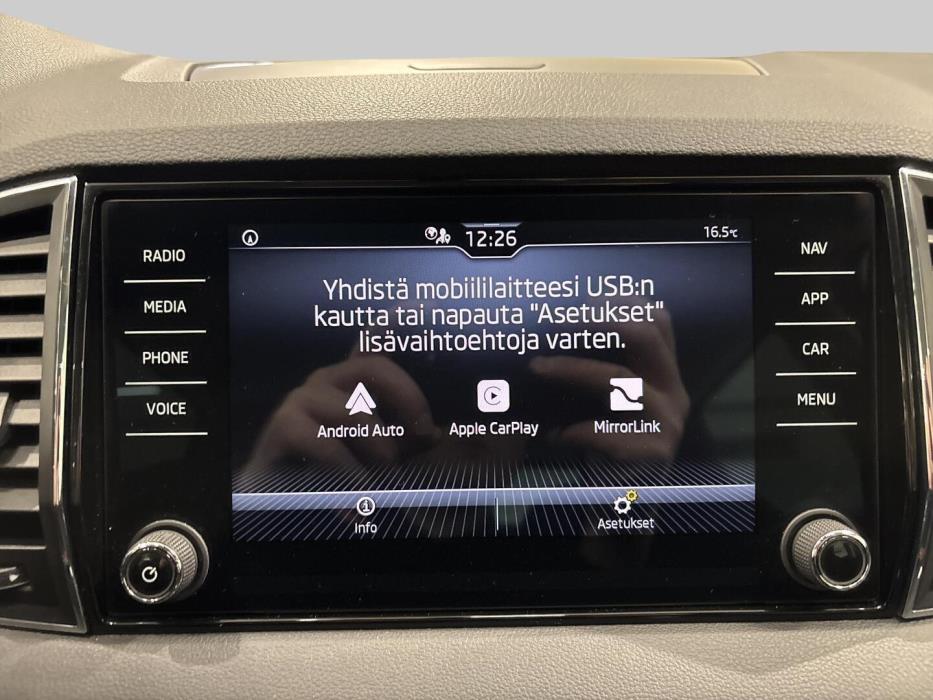 12:26
16.5°C
RADIO
MEDIA
PHONE
VOICE
Yhdistä mobiililaitteesi USB:n
kautta tai napauta "Asetukset"
lisävaihtoehtoja varten.
Android Auto
Apple CarPlay
MirrorLink
Info
Asetukset
NAV
APP
CAR
MENU